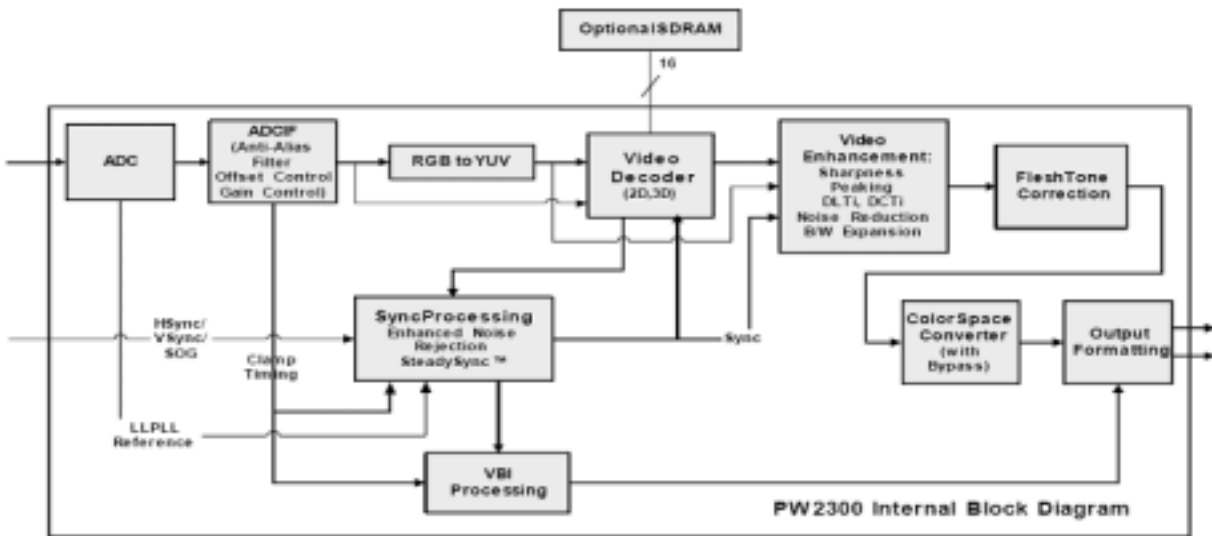 OptionalSDRAM
16
ADC
ADCIF
(Anti-Alias
Filter
Offset Control
Gain Control)
RGB to YUV
Video
Decoder
(2D,3D)
Video
Enhancement:
Sharpness
Peaking
DLTi, DCTi
Noise Reduction
B/W Expansion
FleshTone
Correction
HSync/
VSync/
SOG
Clamp
Timing
SyncProcessing
Enhanced Noise
Rejection
SteadySync™
Sync
ColorSpace
Converter
(with
Bypass)
Output
Formatting
LLPLL
Reference
VBI
Processing
PW2300 Internal Block Diagram